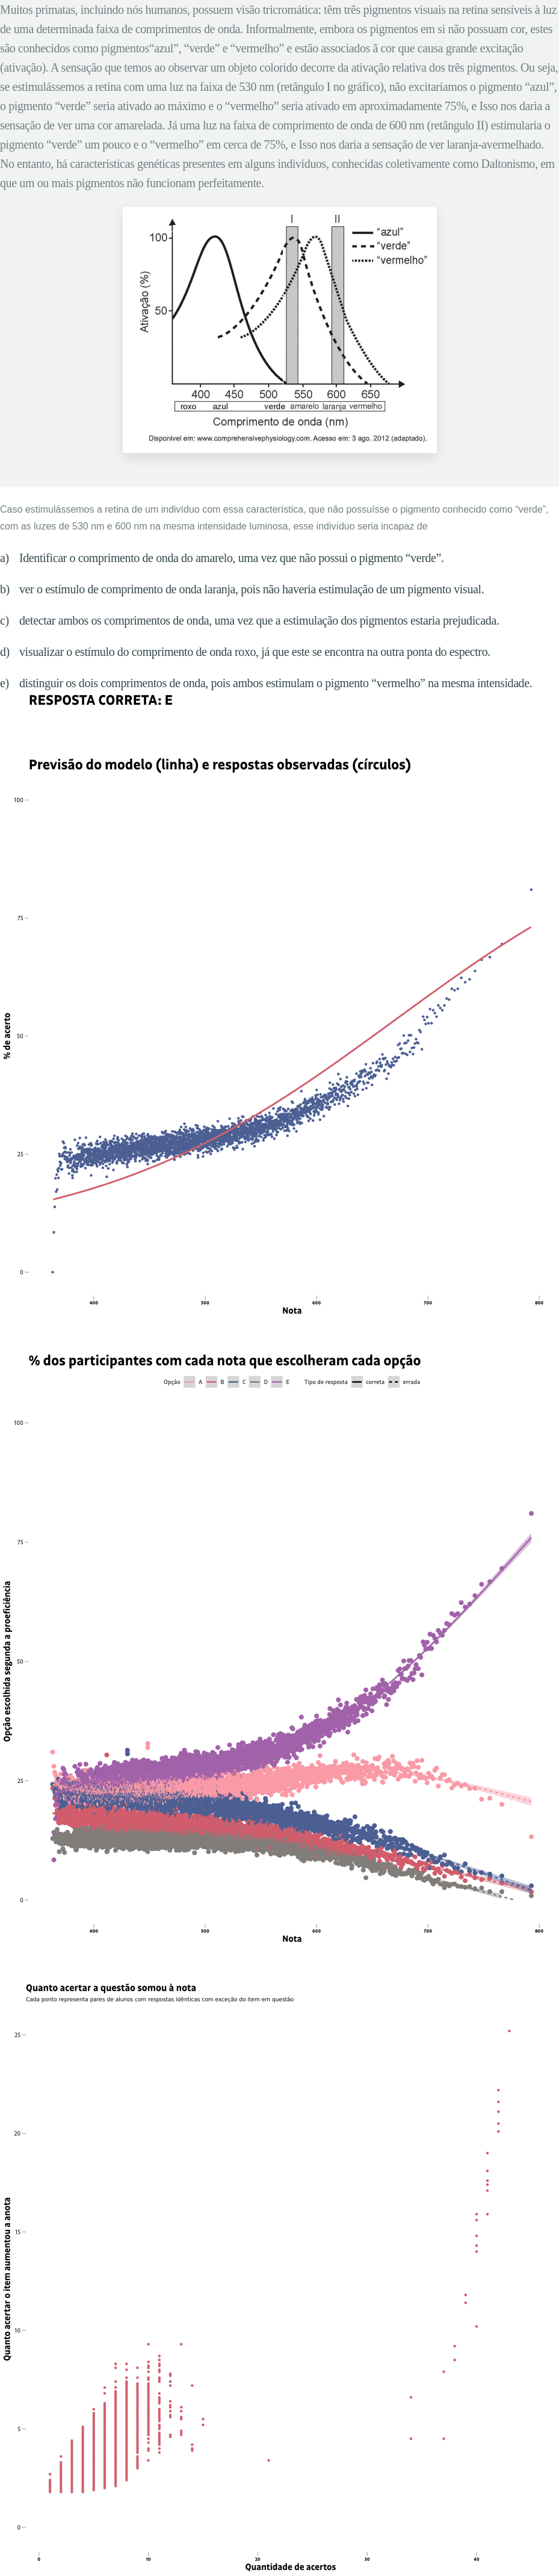 Muitos primatas, incluindo nós humanos, possuem visão tricromática: têm três pigmentos visuais na retina sensíveis à luz
de uma determinada faixa de comprimentos de onda. Informalmente, embora os pigmentos em si não possuam cor, estes
são conhecidos como pigmentos“azul”, “verde” e “vermelho” e estão associados ã cor que causa grande excitação
(ativação). A sensação que temos ao observar um objeto colorido decorre da ativação relativa dos três pigmentos. Ou seja,
se estimulássemos a retina com uma luz na faixa de 530 nm (retângulo I no gráfico), não excitaríamos o pigmento “azul”,
o pigmento “verde” seria ativado ao máximo e o “vermelho” seria ativado em aproximadamente 75%, e Isso nos daria a
sensação de ver uma cor amarelada. Já uma luz na faixa de comprimento de onda de 600 nm (retângulo II) estimularia o
pigmento “verde” um pouco e o “vermelho” em cerca de 75%, e Isso nos daria a sensação de ver laranja-avermelhado.
No entanto, há características genéticas presentes em alguns indivíduos, conhecidas coletivamente como Daltonismo, em
que um ou mais pigmentos não funcionam perfeitamente.
I II
"azul"
"verde"
"vermelho"
100
50
Ativação (%)
400 450 500 550 600 650
roxo azul verde amarelo laranja vermelho
Comprimento de onda (nm)
Disponível em: www.comprehensivephysiology.com. Acesso em: 3 ago. 2012 (adaptado).
Caso estimulássemos a retina de um indivíduo com essa característica, que não possuísse o pigmento conhecido como “verde”,
com as luzes de 530 nm e 600 nm na mesma intensidade luminosa, esse indivíduo seria incapaz de
a) Identificar o comprimento de onda do amarelo, uma vez que não possui o pigmento “verde”.
b) ver o estímulo de comprimento de onda laranja, pois não haveria estimulação de um pigmento visual.
c) detectar ambos os comprimentos de onda, uma vez que a estimulação dos pigmentos estaria prejudicada.
d) visualizar o estímulo do comprimento de onda roxo, já que este se encontra na outra ponta do espectro.
e) distinguir os dois comprimentos de onda, pois ambos estimulam o pigmento “vermelho” na mesma intensidade.
RESPOSTA CORRETA: E
Previsão do modelo (linha) e respostas observadas (círculos)
100
75
50
25
0
% de acerto
400 500 600 700 800
Nota
% dos participantes com cada nota que escolheram cada opção
Opção A B C D E Tipo de resposta correta errada
100
75
50
25
0
Opção escolhida segunda a proeficiência
400 500 600 700 800
Nota
Quanto acertar a questão somou à nota
Cada ponto representa pares de alunos com respostas idênticas com exceção do item em questão
25
20
15
10
5
0
Quanto acertar o item aumentou a anota
0 10 20 30 40
Quantidade de acertos